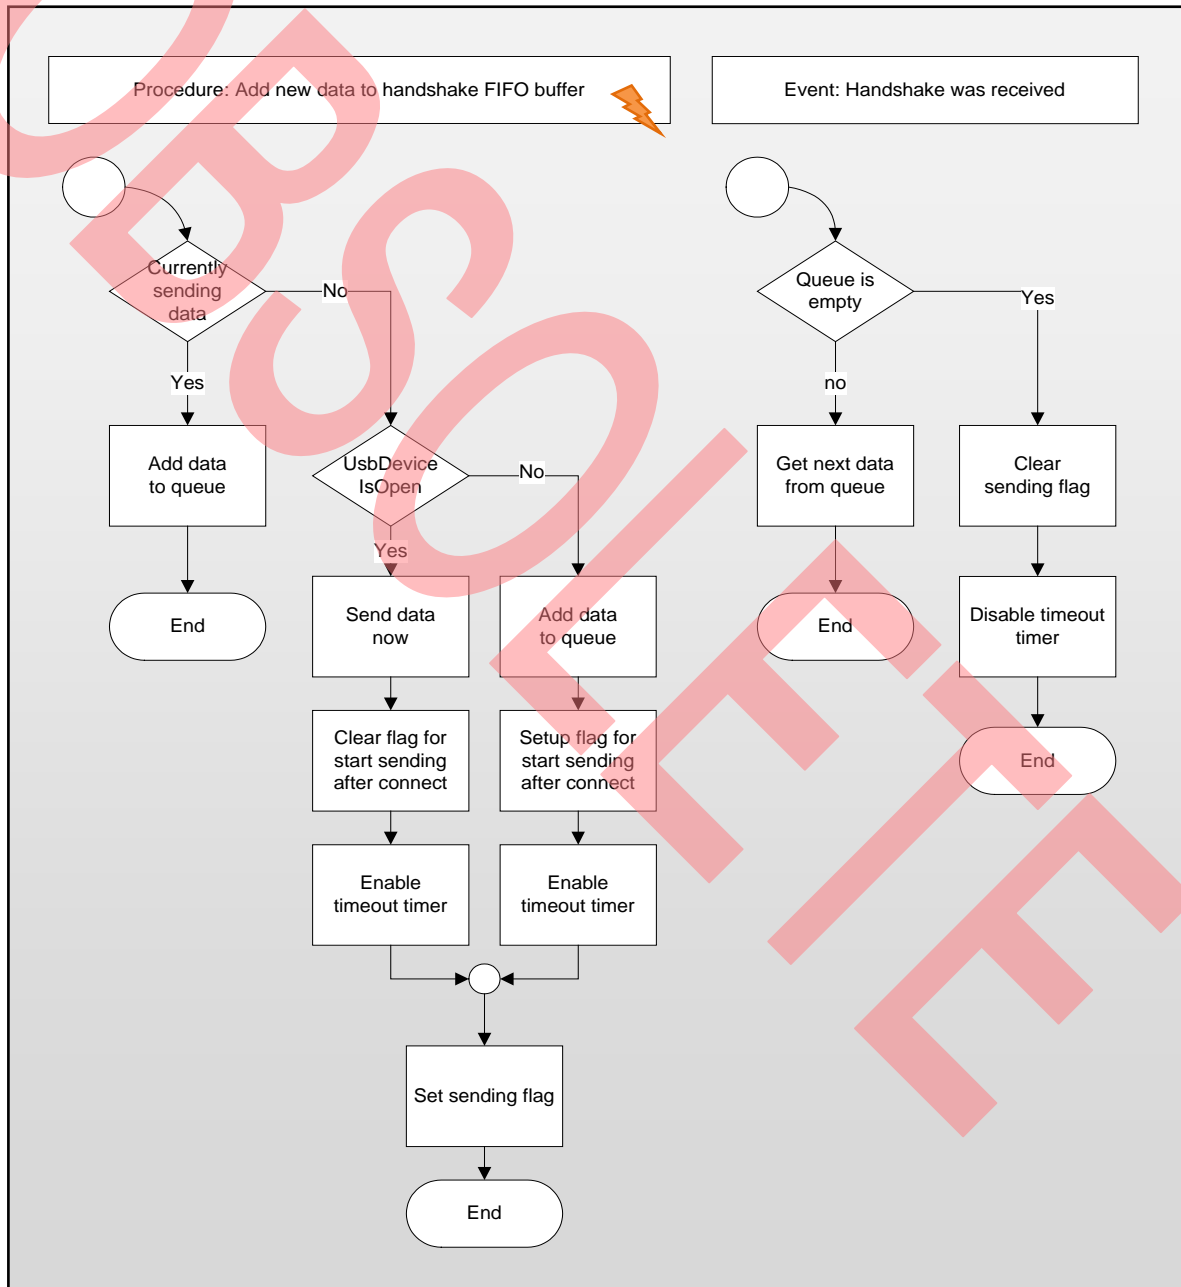 Procedure: Add new data to handshake FIFO buffer
Event: Handshake was received
Currently
sending
data
No
Yes
Add data
to queue
End
UsbDevice
IsOpen
No
Yes
Send data
now
Add data
to queue
Clear flag for
start sending
after connect
Setup flag for
start sending
after connect
Enable
timeout timer
Enable
timeout timer
Set sending flag
End
Queue is
empty
Yes
no
Get next data
from queue
Clear
sending flag
End
Disable timeout
timer
End
OBSOLETE